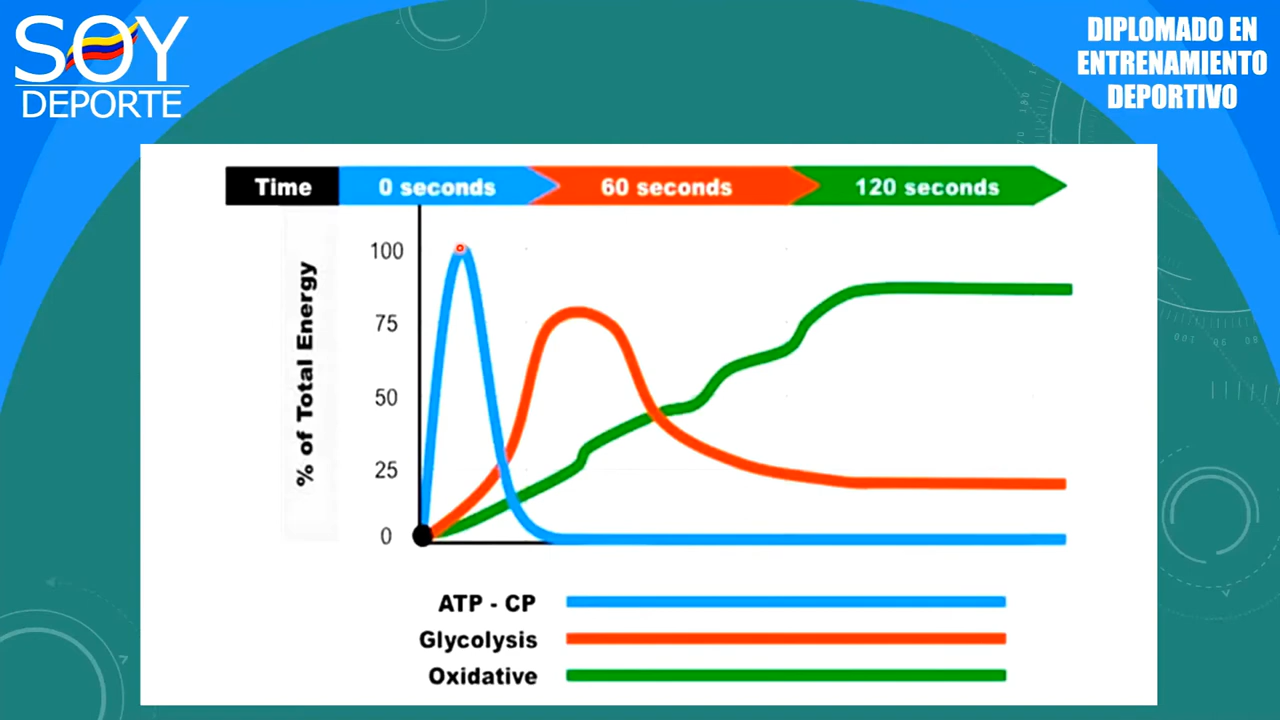 SOY
DEPORTE
DIPLOMADO EN
ENTRENAMIENTO
DEPORTIVO
Time
0 seconds
60 seconds
120 seconds
% of Total Energy
100
75
50
25
0
ATP - CP
Glycolysis
Oxidative